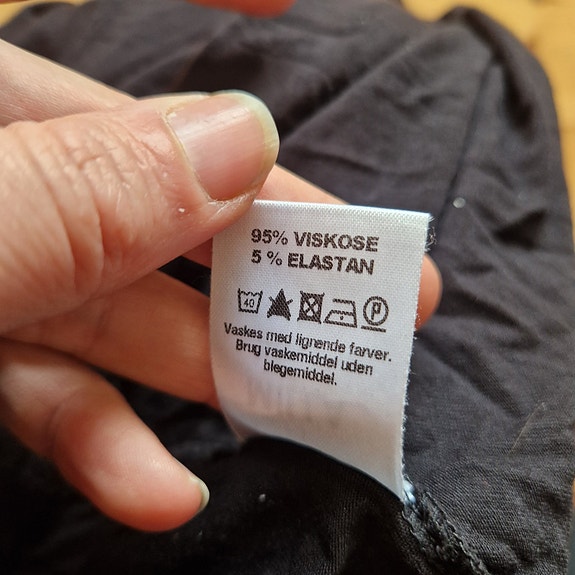 95% VISKOSE
5 % ELASTAN
40 P
Vaskes med lignende farver.
Brug vaskemiddel uden
blegemiddel.